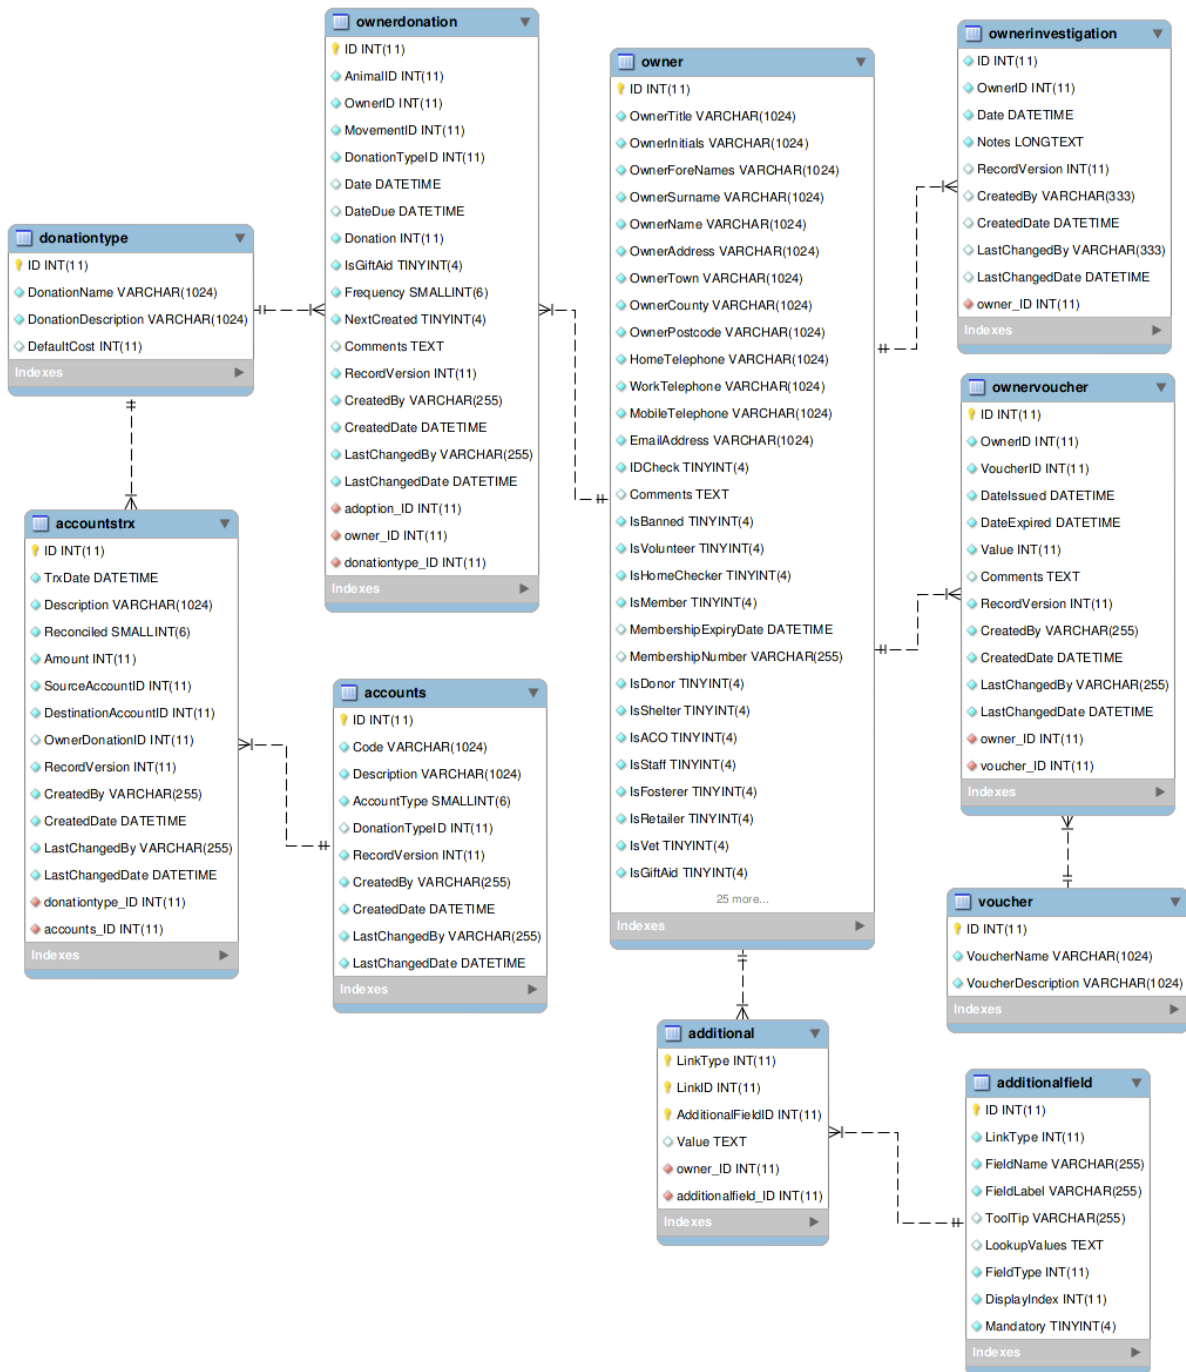 ownerdonation
ID INT(11)
AnimalID INT(11)
OwnerID INT(11)
MovementID INT(11)
DonationTypeID INT(11)
Date DATETIME
DateDue DATETIME
Donation INT(11)
IsGiftAid TINYINT(4)
Frequency SMALLINT(6)
NextCreated TINYINT(4)
Comments TEXT
RecordVersion INT(11)
CreatedBy VARCHAR(255)
CreatedDate DATETIME
LastChangedBy VARCHAR(255)
LastChangedDate DATETIME
adoption_ID INT(11)
owner_ID INT(11)
donationtype_ID INT(11)
Indexes
owner
ID INT(11)
OwnerTitle VARCHAR(1024)
OwnerInitials VARCHAR(1024)
OwnerForeNames VARCHAR(1024)
OwnerSurname VARCHAR(1024)
OwnerName VARCHAR(1024)
OwnerAddress VARCHAR(1024)
OwnerTown VARCHAR(1024)
OwnerCounty VARCHAR(1024)
OwnerPostcode VARCHAR(1024)
HomeTelephone VARCHAR(1024)
WorkTelephone VARCHAR(1024)
MobileTelephone VARCHAR(1024)
EmailAddress VARCHAR(1024)
IDCheck TINYINT(4)
Comments TEXT
IsBanned TINYINT(4)
IsVolunteer TINYINT(4)
IsHomeChecker TINYINT(4)
IsMember TINYINT(4)
MembershipExpiryDate DATETIME
MembershipNumber VARCHAR(255)
IsDonor TINYINT(4)
IsShelter TINYINT(4)
IsACO TINYINT(4)
IsStaff TINYINT(4)
IsFosterer TINYINT(4)
IsRetailer TINYINT(4)
IsVet TINYINT(4)
IsGiftAid TINYINT(4)
25 more...
Indexes
ownerinvestigation
ID INT(11)
OwnerID INT(11)
Date DATETIME
Notes LONGTEXT
RecordVersion INT(11)
CreatedBy VARCHAR(333)
CreatedDate DATETIME
LastChangedBy VARCHAR(333)
LastChangedDate DATETIME
owner_ID INT(11)
Indexes
donationtype
ID INT(11)
DonationName VARCHAR(1024)
DonationDescription VARCHAR(1024)
DefaultCost INT(11)
Indexes
ownervoucher
ID INT(11)
OwnerID INT(11)
VoucherID INT(11)
DateIssued DATETIME
DateExpired DATETIME
Value INT(11)
Comments TEXT
RecordVersion INT(11)
CreatedBy VARCHAR(255)
CreatedDate DATETIME
LastChangedBy VARCHAR(255)
LastChangedDate DATETIME
owner_ID INT(11)
voucher_ID INT(11)
Indexes
accountstrx
ID INT(11)
TrxDate DATETIME
Description VARCHAR(1024)
Reconciled SMALLINT(6)
Amount INT(11)
SourceAccountID INT(11)
DestinationAccountID INT(11)
OwnerDonationID INT(11)
RecordVersion INT(11)
CreatedBy VARCHAR(255)
CreatedDate DATETIME
LastChangedBy VARCHAR(255)
LastChangedDate DATETIME
donationtype_ID INT(11)
accounts_ID INT(11)
Indexes
accounts
ID INT(11)
Code VARCHAR(1024)
Description VARCHAR(1024)
AccountType SMALLINT(6)
DonationTypeID INT(11)
RecordVersion INT(11)
CreatedBy VARCHAR(255)
CreatedDate DATETIME
LastChangedBy VARCHAR(255)
LastChangedDate DATETIME
Indexes
voucher
ID INT(11)
VoucherName VARCHAR(1024)
VoucherDescription VARCHAR(1024)
Indexes
additional
LinkType INT(11)
LinkID INT(11)
AdditionalFieldID INT(11)
Value TEXT
owner_ID INT(11)
additionalfield_ID INT(11)
Indexes
additionalfield
ID INT(11)
LinkType INT(11)
FieldName VARCHAR(255)
FieldLabel VARCHAR(255)
ToolTip VARCHAR(255)
LookupValues TEXT
FieldType INT(11)
DisplayIndex INT(11)
Mandatory TINYINT(4)
Indexes